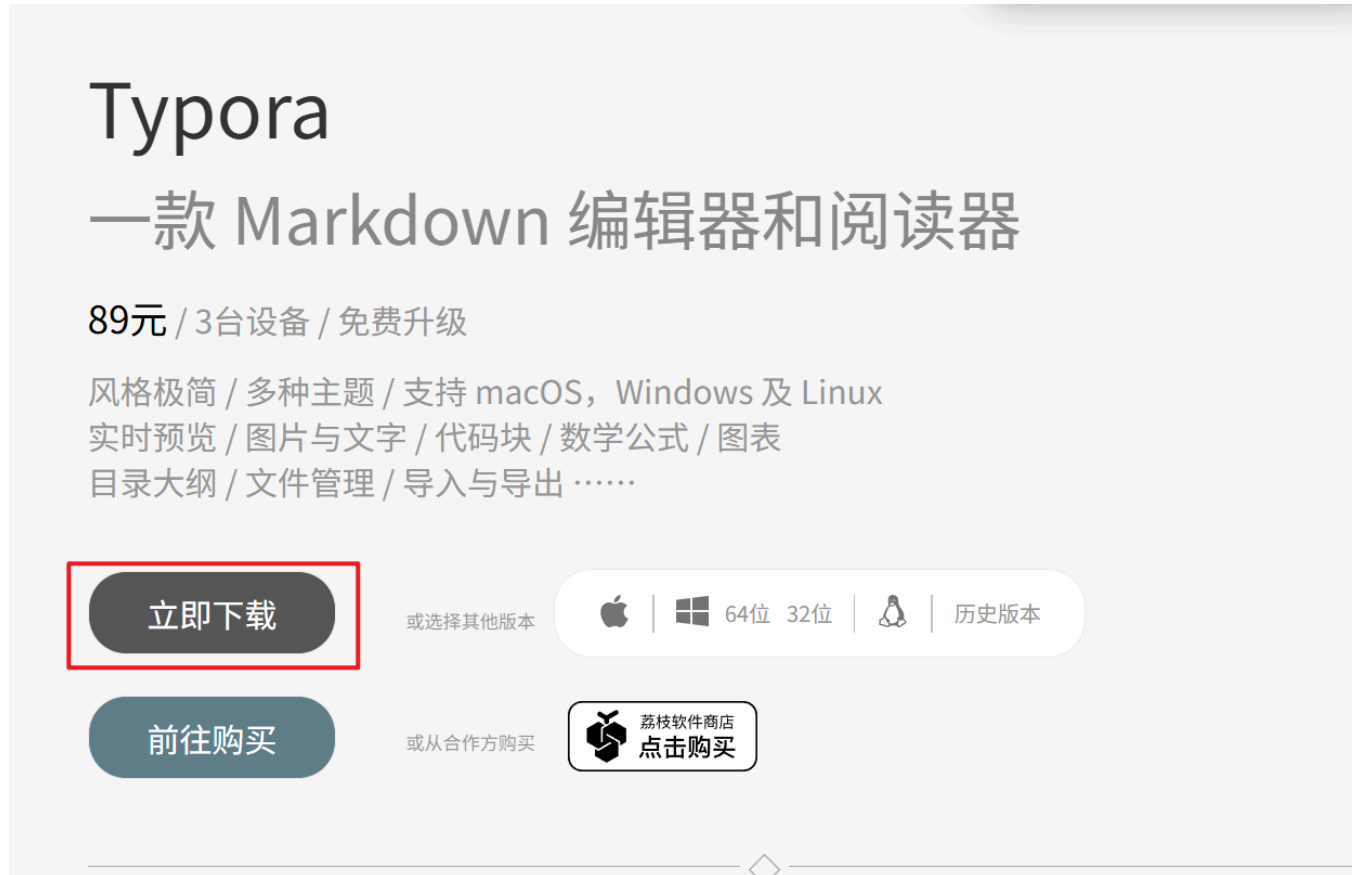 Typora
一款 Markdown 编辑器和阅读器
89元 / 3台设备 / 免费升级
风格极简 / 多种主题 / 支持 macOS，Windows 及 Linux
实时预览 / 图片与文字 / 代码块 / 数学公式 / 图表
目录大纲 / 文件管理 / 导入与导出 ……
立即下载 或选择其他版本 64位 32位 历史版本
前往购买 或从合作方购买 荔枝软件商店
点击购买